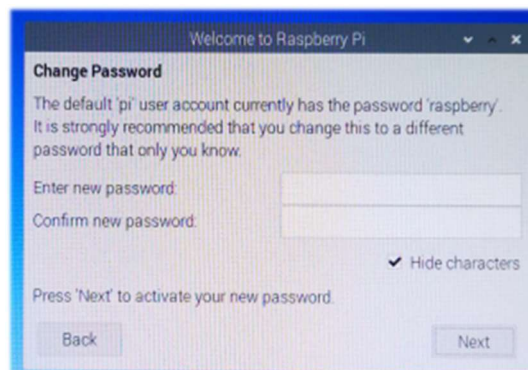 Welcome to Raspberry Pi
Change Password
The default 'pi' user account currently has the password 'raspberry'.
It is strongly recommended that you change this to a different
password that only you know.
Enter new password:
Confirm new password:
Hide characters
Press 'Next' to activate your new password.
Back
Next